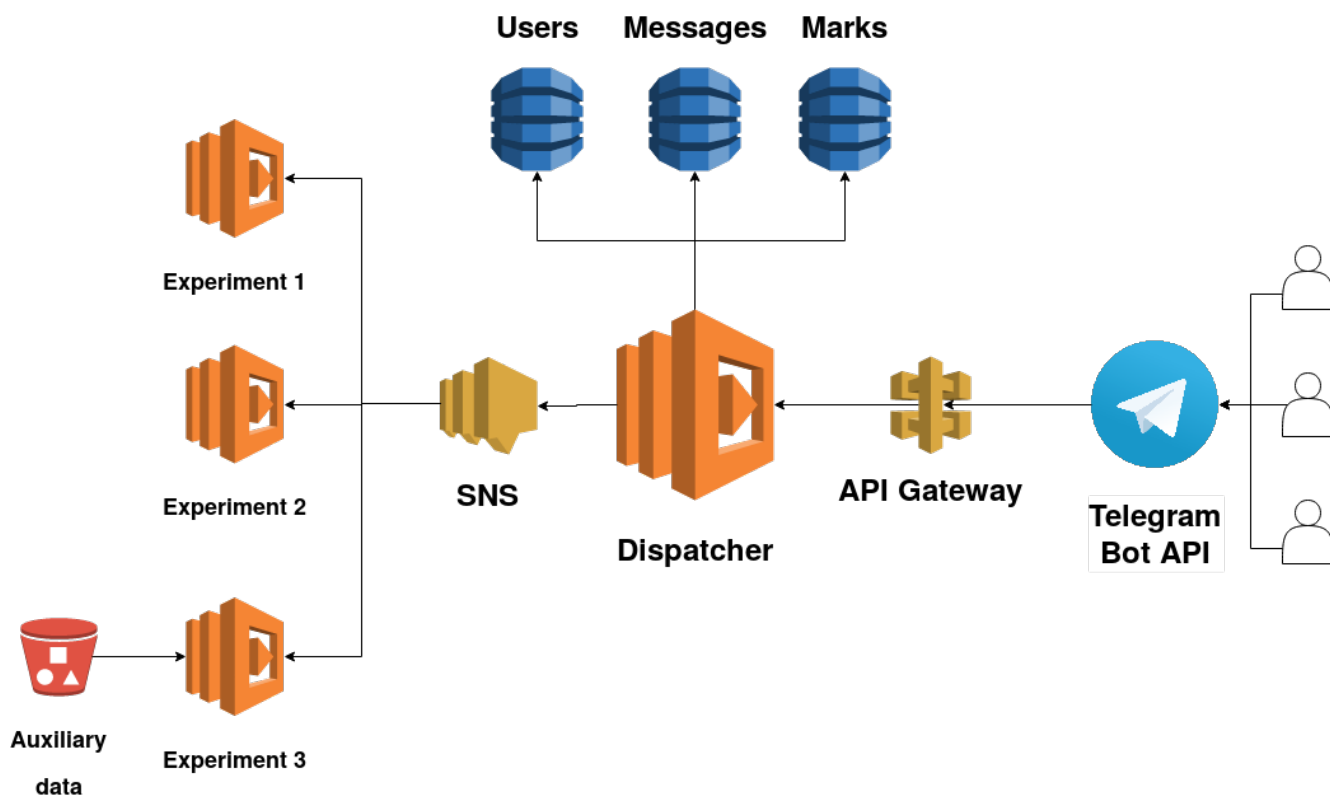 Users
Messages
Marks
Experiment 1
Experiment 2
SNS
API Gateway
Telegram
Bot API
Dispatcher
Auxiliary
data
Experiment 3